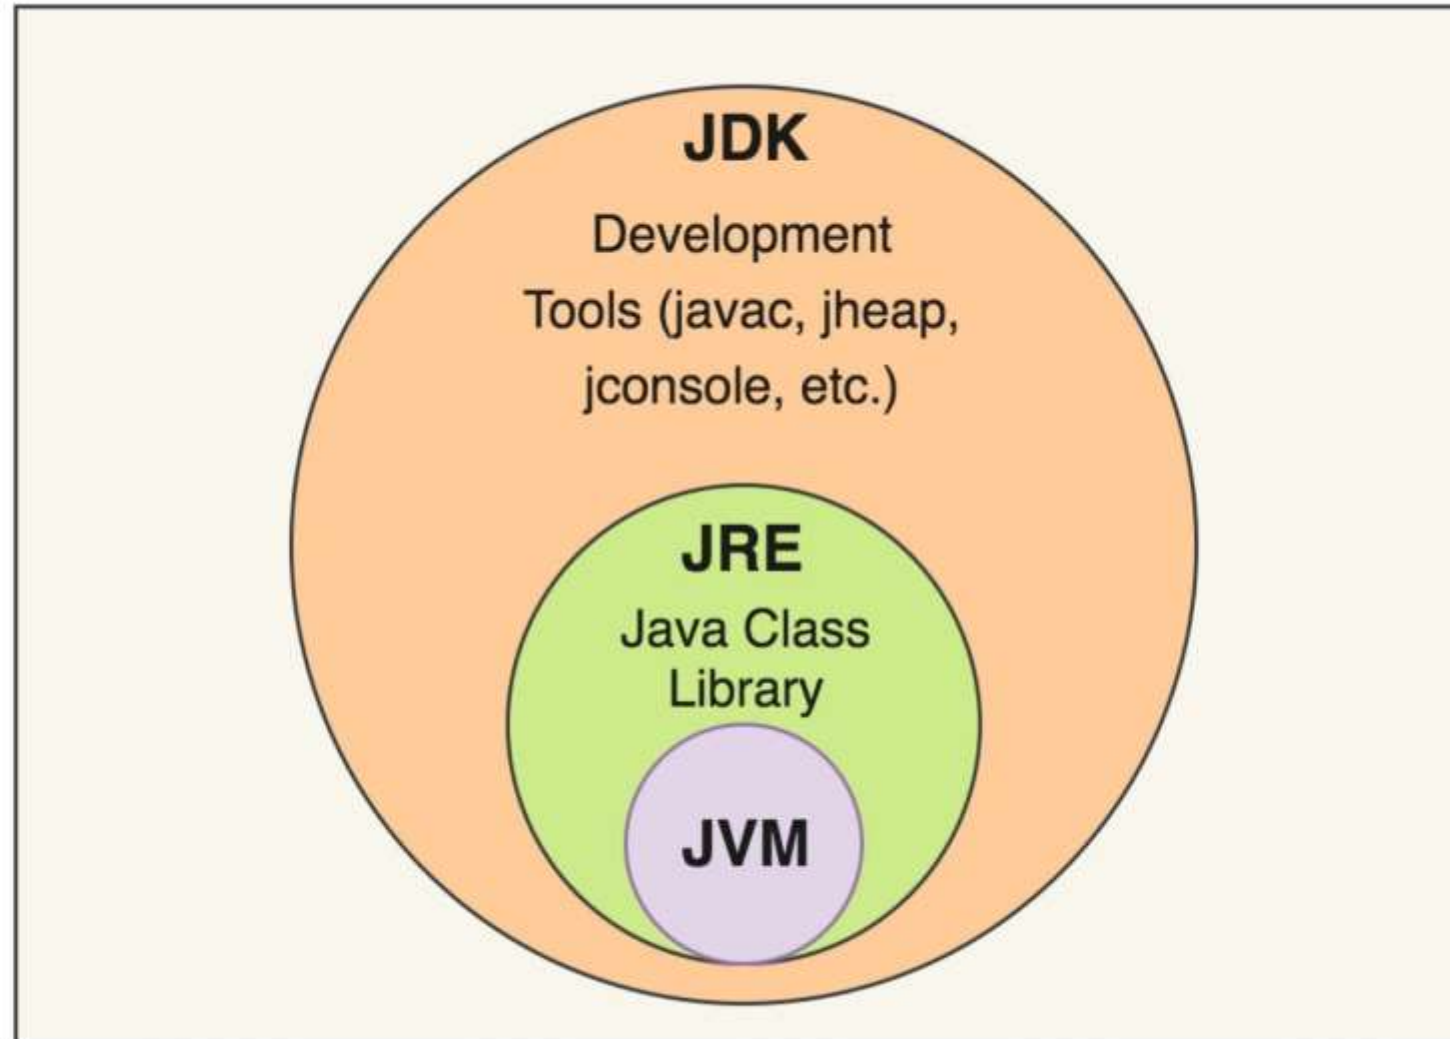 JDK
Development
Tools (javac, jheap,
jconsole, etc.)
JRE
Java Class
Library
JVM